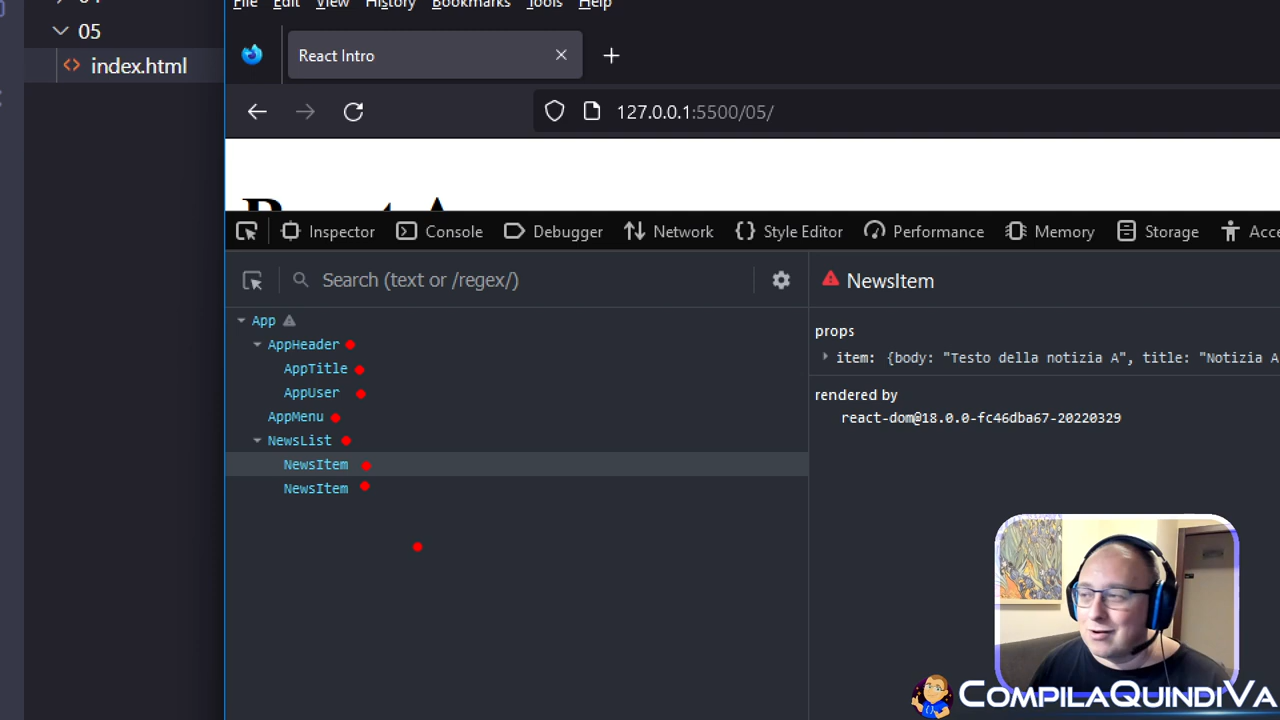 05
index.html
File Edit View History Bookmarks Tools Help
React Intro
127.0.0.1:5500/05/
Inspector Console Debugger Network Style Editor Performance Memory Storage
Search (text or /regex/)
NewsItem
App
AppHeader
AppTitle
AppUser
AppMenu
NewsList
NewsItem
NewsItem
props
item: {body: "Testo della notizia A", title: "Notizia A
rendered by
react-dom@18.0.0-fc46dba67-20220329
COMPILAQUINDIVA